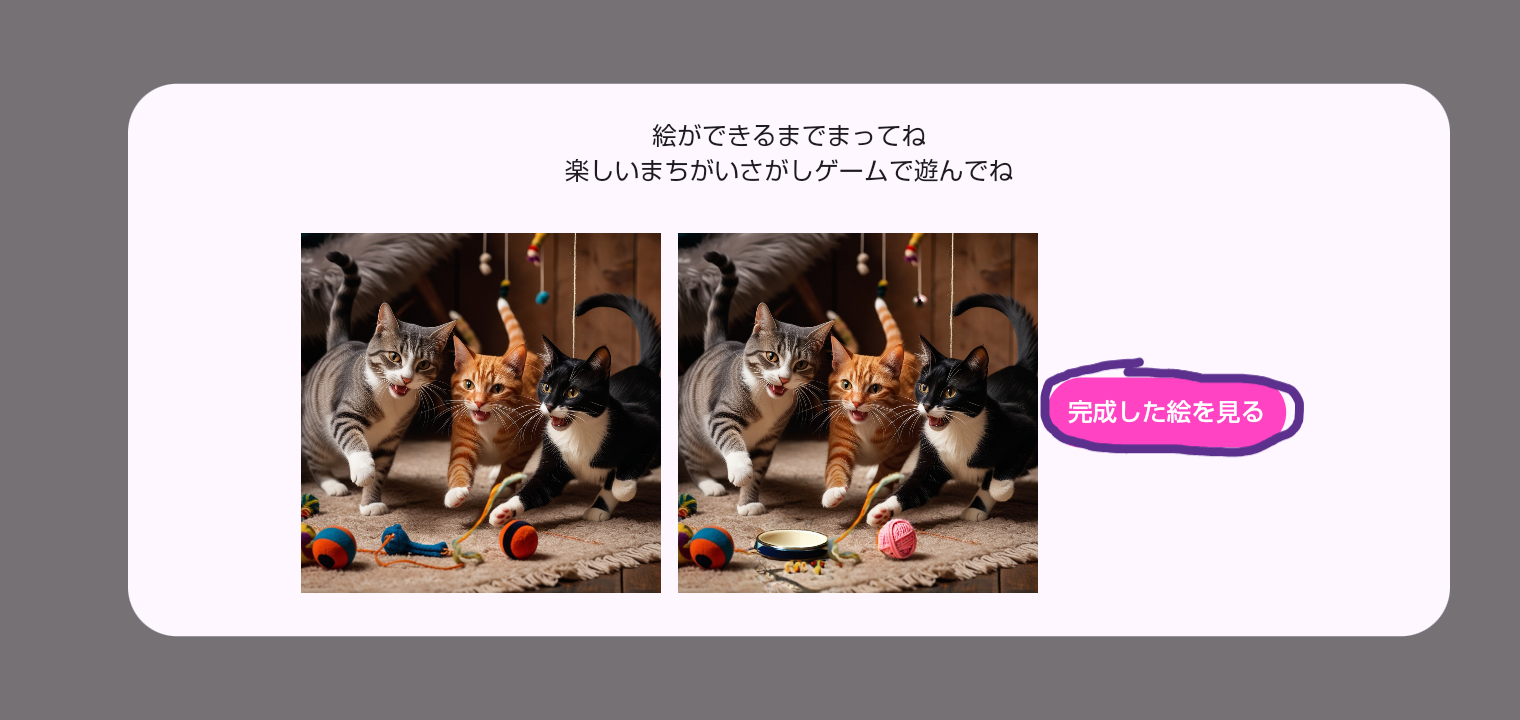 絵ができるまでまってね
楽しいまちがいさがしゲームで遊んでね
完成した絵を見る